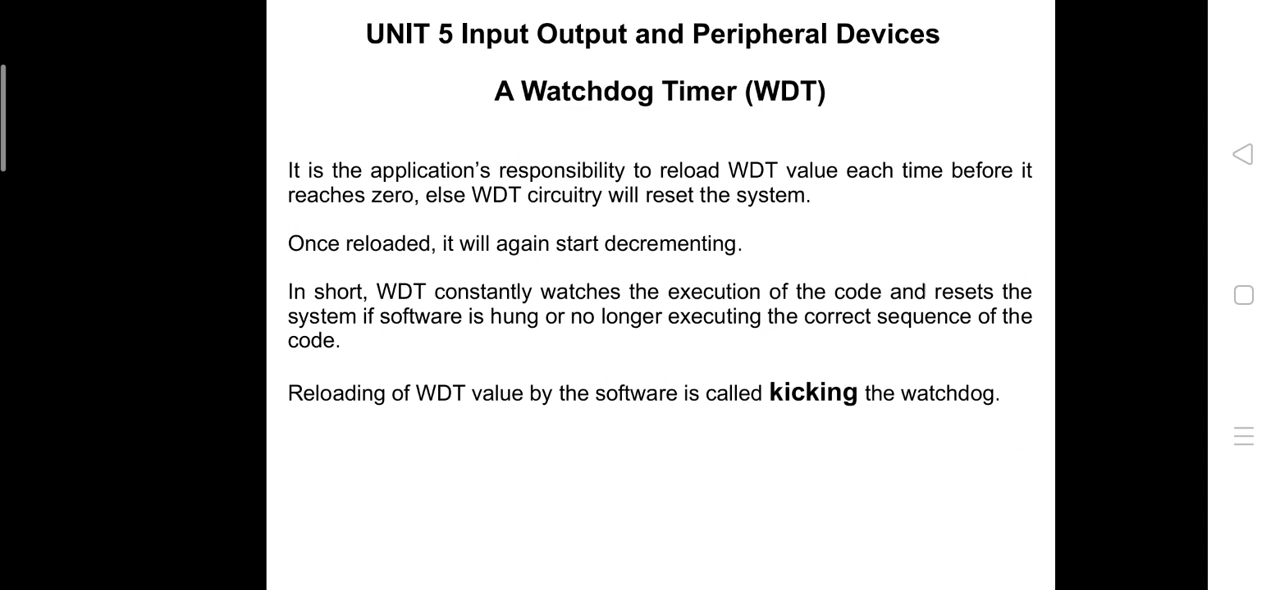 UNIT 5 Input Output and Peripheral Devices
A Watchdog Timer (WDT)
It is the application’s responsibility to reload WDT value each time before it
reaches zero, else WDT circuitry will reset the system.
Once reloaded, it will again start decrementing.
In short, WDT constantly watches the execution of the code and resets the
system if software is hung or no longer executing the correct sequence of the
code.
Reloading of WDT value by the software is called kicking the watchdog.